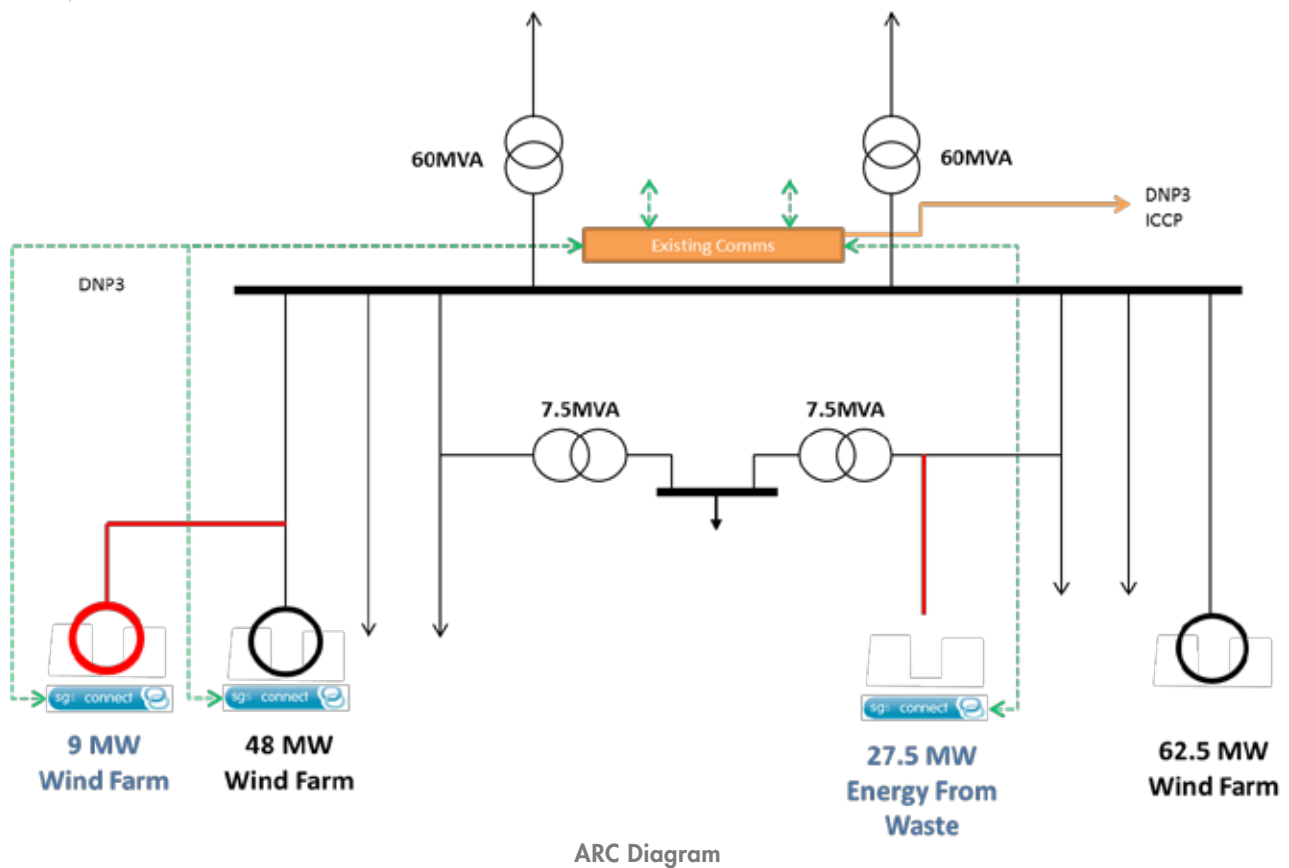 60MVA
60MVA
DNP3
ICCP
Existing Comms
DNP3
7.5MVA
7.5MVA
sgs connect
sgs connect
sgs connect
9 MW
Wind Farm
48 MW
Wind Farm
27.5 MW
Energy From
Waste
62.5 MW
Wind Farm
ARC Diagram